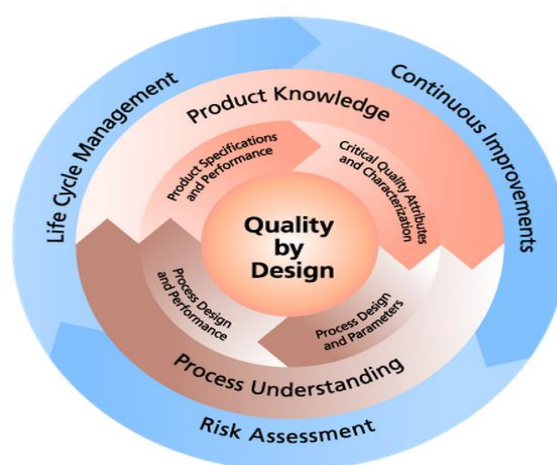 Life Cycle Management
Continuous Improvements
Product Knowledge
Product Specifications
and Performance
Critical Quality Attributes
and Characterization
Quality
by
Design
Process Design
and Performance
Process Design
and Parameters
Process Understanding
Risk Assessment